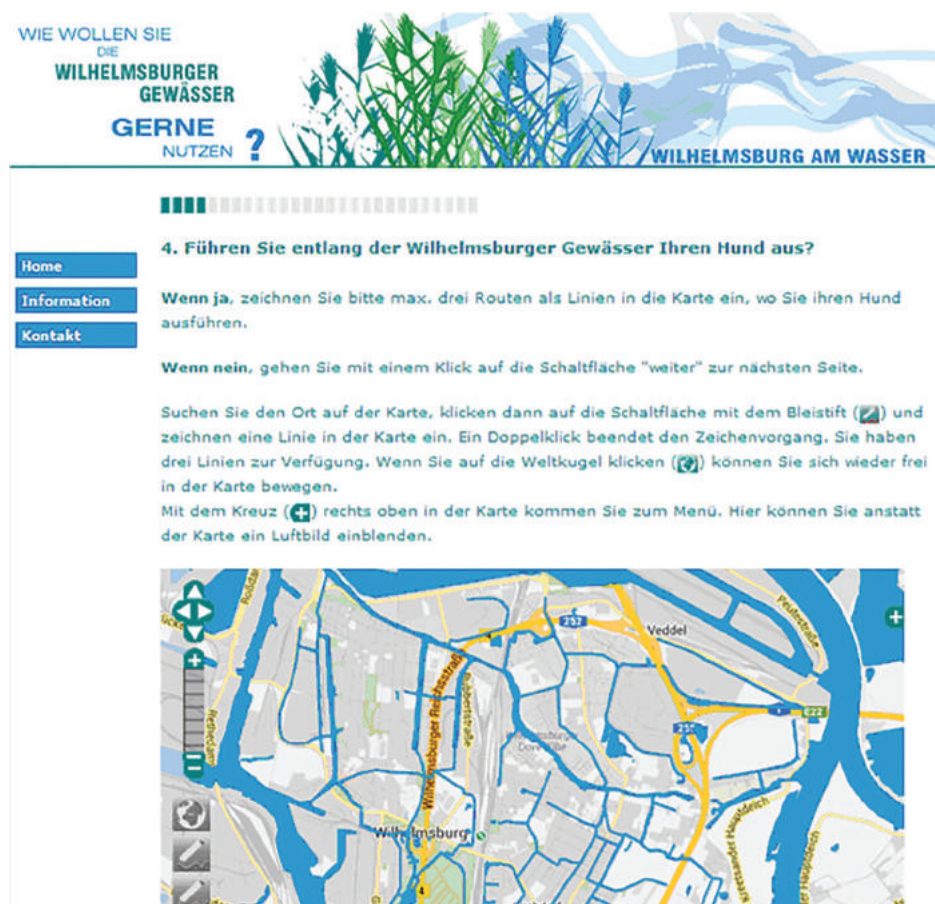 WIE WOLLEN SIE
DIE
WILHELMSBURGER
GEWÄSSER
GERNE
NUTZEN ?
WILHELMSBURG AM WASSER
Home
Information
Kontakt
4. Führen Sie entlang der Wilhelmsburger Gewässer Ihren Hund aus?
Wenn ja, zeichnen Sie bitte max. drei Routen als Linien in die Karte ein, wo Sie ihren Hund
ausführen.
Wenn nein, gehen Sie mit einem Klick auf die Schaltfläche "weiter" zur nächsten Seite.
Suchen Sie den Ort auf der Karte, klicken dann auf die Schaltfläche mit dem Bleistift () und
zeichnen eine Linie in der Karte ein. Ein Doppelklick beendet den Zeichenvorgang. Sie haben
drei Linien zur Verfügung. Wenn Sie auf die Weltkugel klicken () können Sie sich wieder frei
in der Karte bewegen.
Mit dem Kreuz () rechts oben in der Karte kommen Sie zum Menü. Hier können Sie anstatt
der Karte ein Luftbild einblenden.
Peutestraße
Veddel
253
Wilhelmsburger Reichsstraß
Rethedam
1
E22
Wilhelmsburg
4